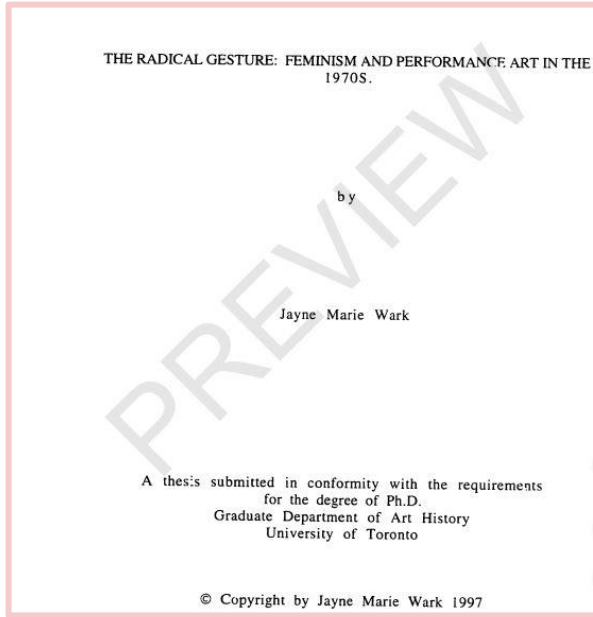 THE RADICAL GESTURE: FEMINISM AND PERFORMANCE ART IN THE
1970S.
by
Jayne Marie Wark
PREVIEW
A thesis submitted in conformity with the requirements
for the degree of Ph.D.
Graduate Department of Art History
University of Toronto
© Copyright by Jayne Marie Wark 1997